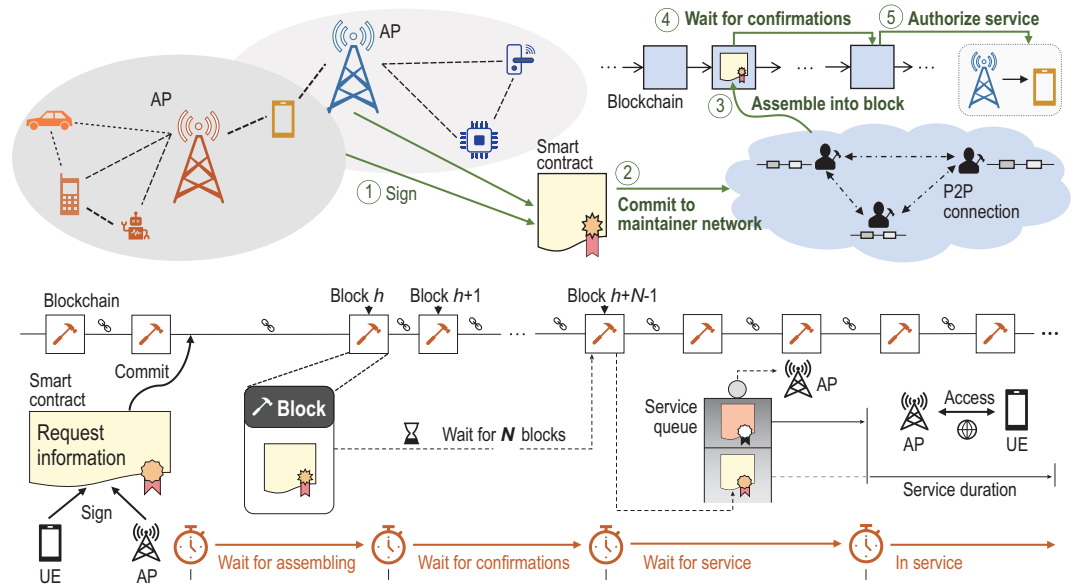 AP
AP
④ Wait for confirmations
⑤ Authorize service
...
...
...
Blockchain
③ Assemble into block
Smart
contract
① Sign
②
Commit to
maintainer network
P2P
connection
Blockchain
Block h
Block h+1
Block h+N-1
...
...
Commit
Smart
contract
Request
information
Block
Wait for N blocks
Service
queue
AP
AP
Access
UE
Service duration
Sign
UE
AP
Wait for assembling
Wait for confirmations
Wait for service
In service